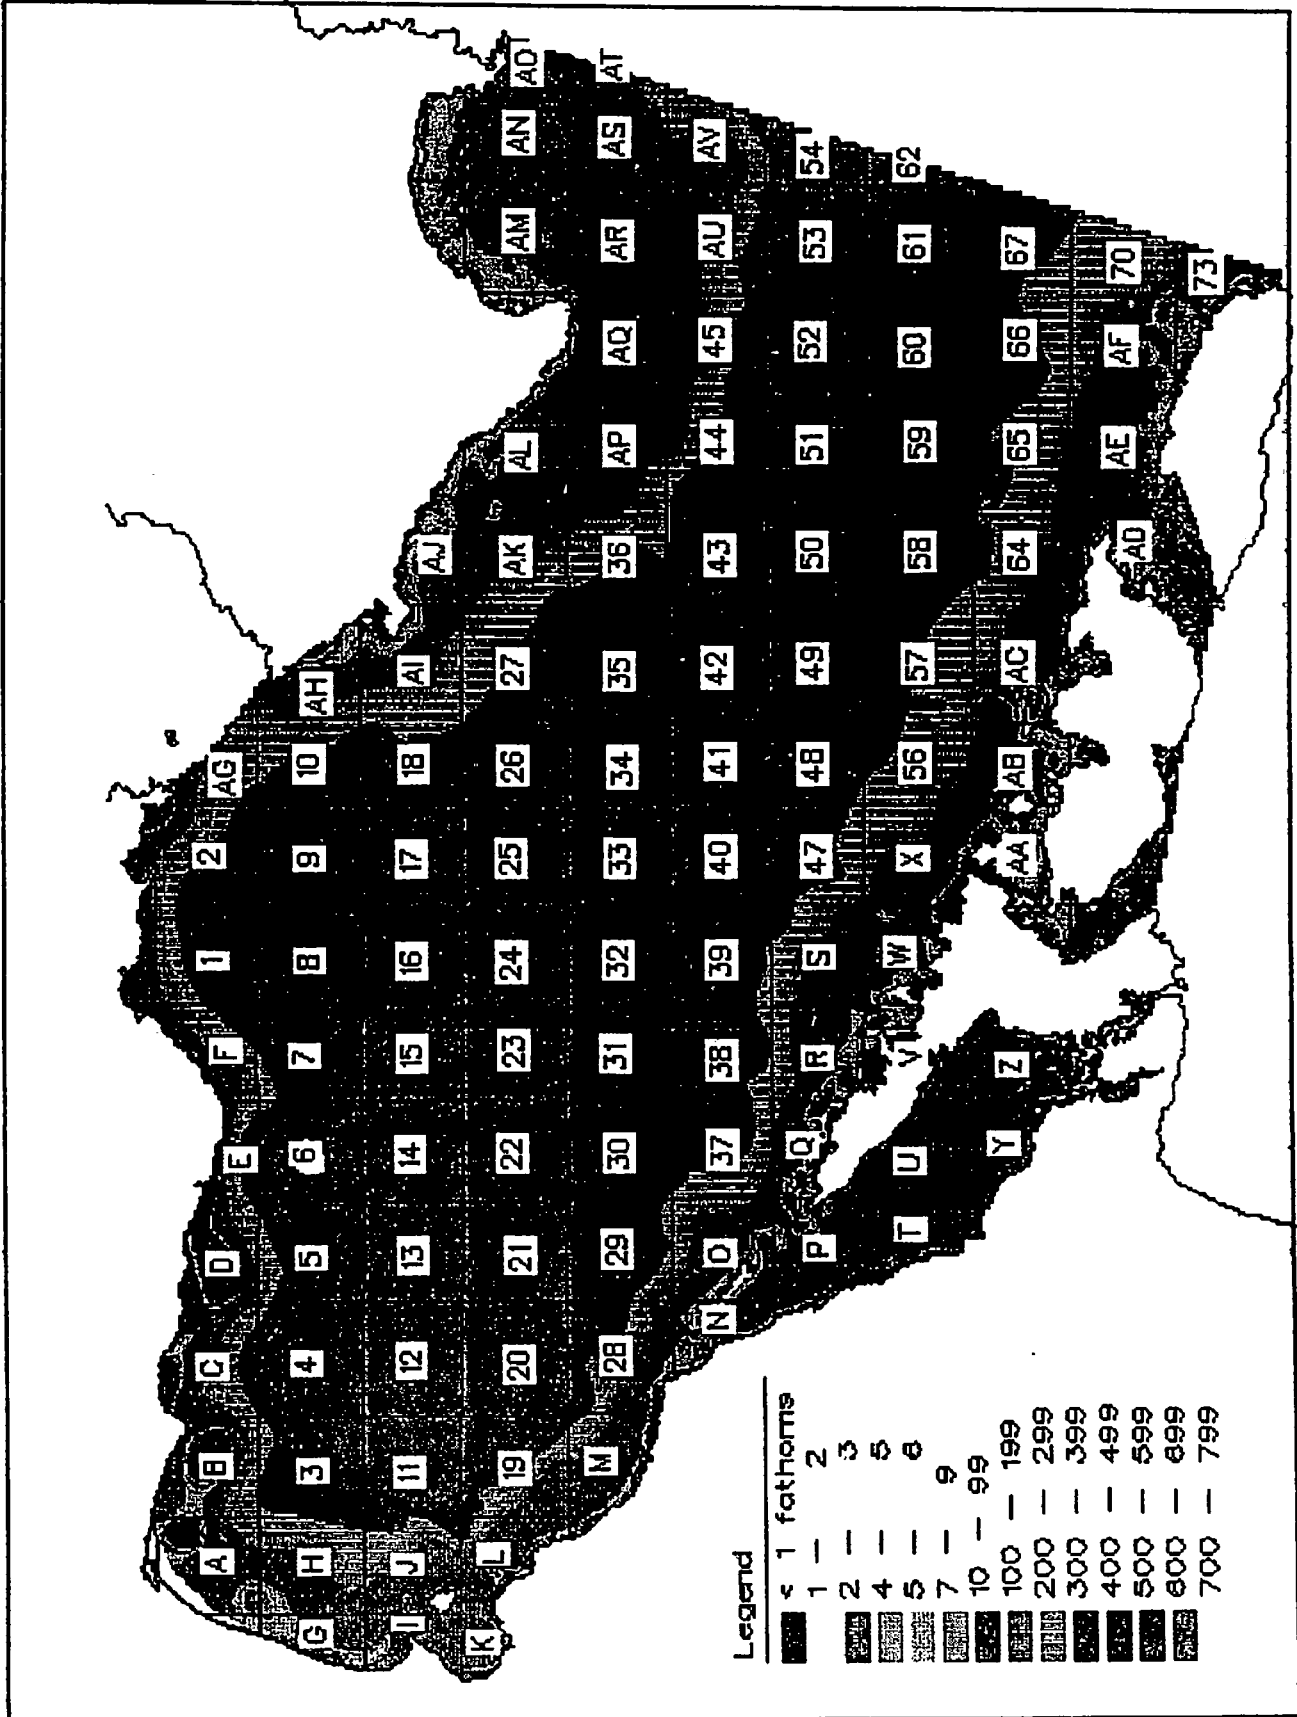 A B C D E F 1 2 AG
G H 3 4 5 6 7 8 9 10 AH
I J 11 12 13 14 15 16 17 18 AI AJ
K L 19 20 21 22 23 24 25 26 27 AK AL AM AN AO
M 28 29 30 31 32 33 34 35 36 AP AQ AR AS AT
N O 37 38 39 40 41 42 43 44 45 AU AV
P Q R S 47 48 49 50 51 52 53 54
T U V W X 56 57 58 59 60 61 62
Y Z AA AB AC 64 65 66 67
AD AE AF 70
73
Legend
< 1 fathoms
1 — 2
2 — 3
4 — 5
5 — 6
7 — 9
10 — 99
100 — 199
200 — 299
300 — 399
400 — 499
500 — 599
600 — 699
700 — 799